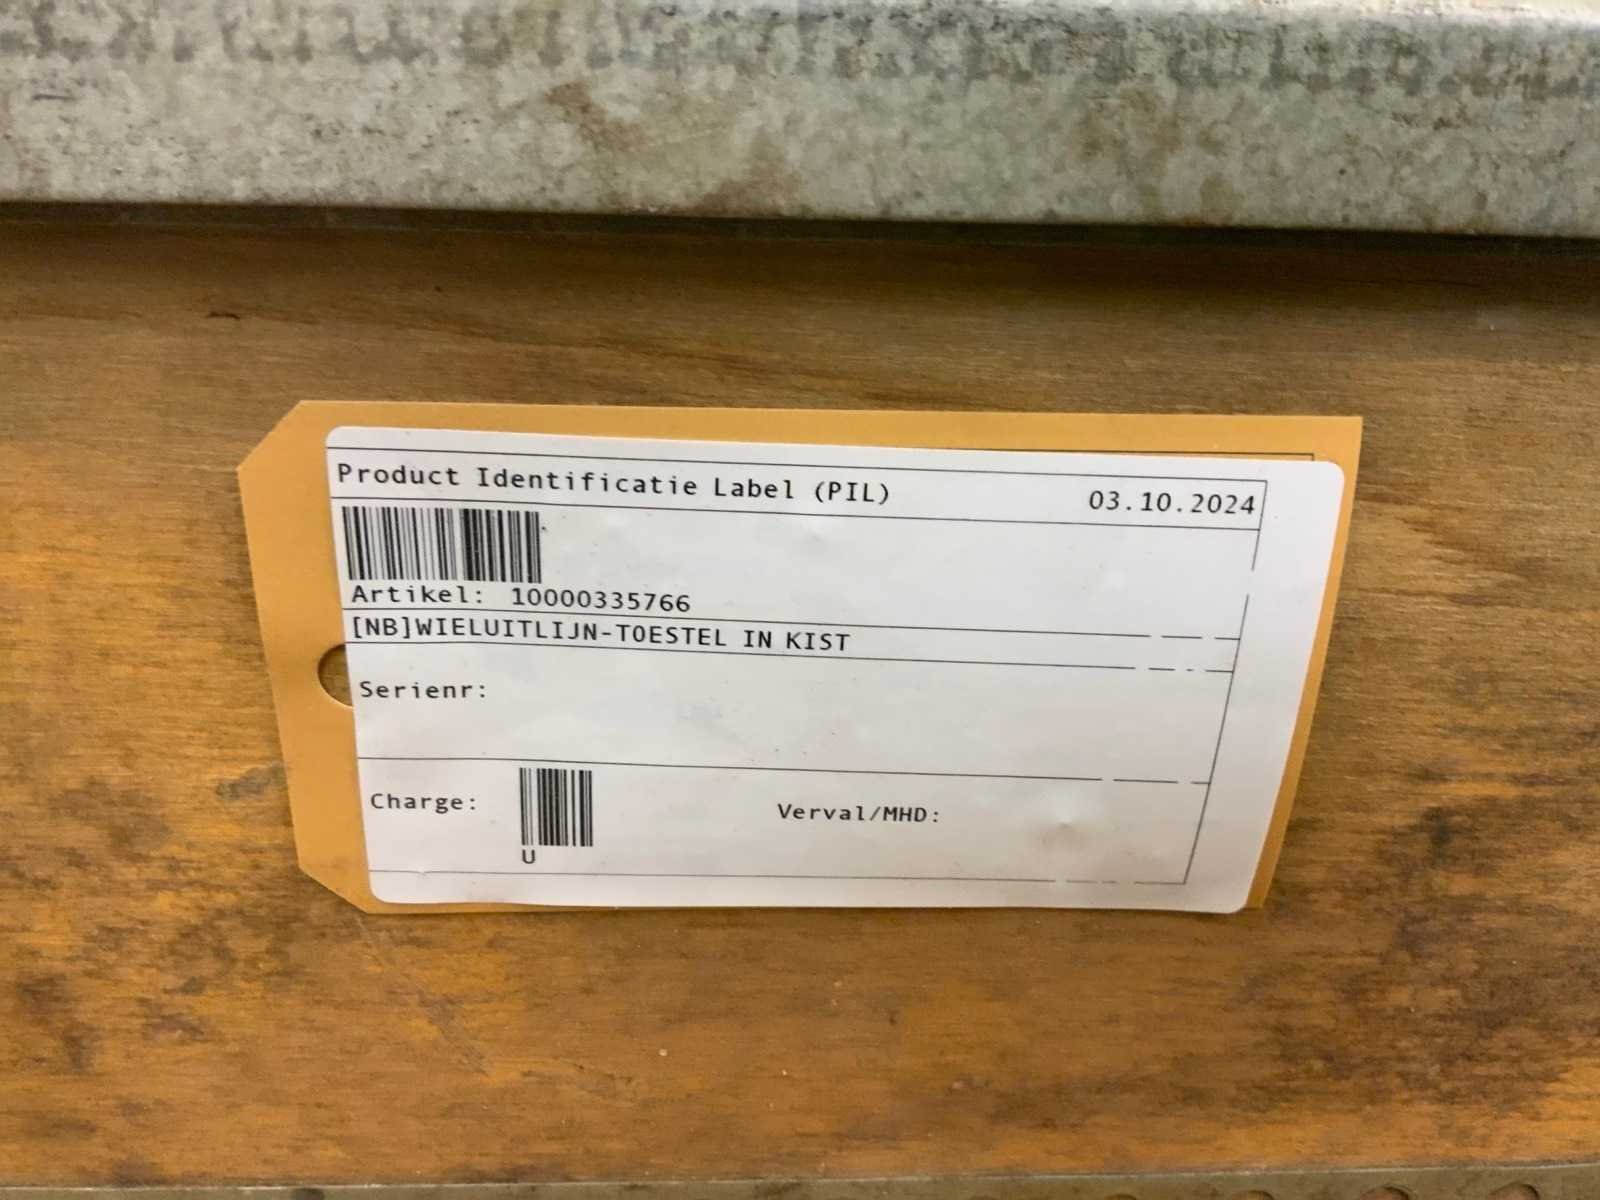 Product Identificatie Label (PIL) 03.10.2024
Artikel: 10000335766
[NB]WIELUITLIJN-TOESTEL IN KIST
Serienr:
Charge: Verval/MHD:
U